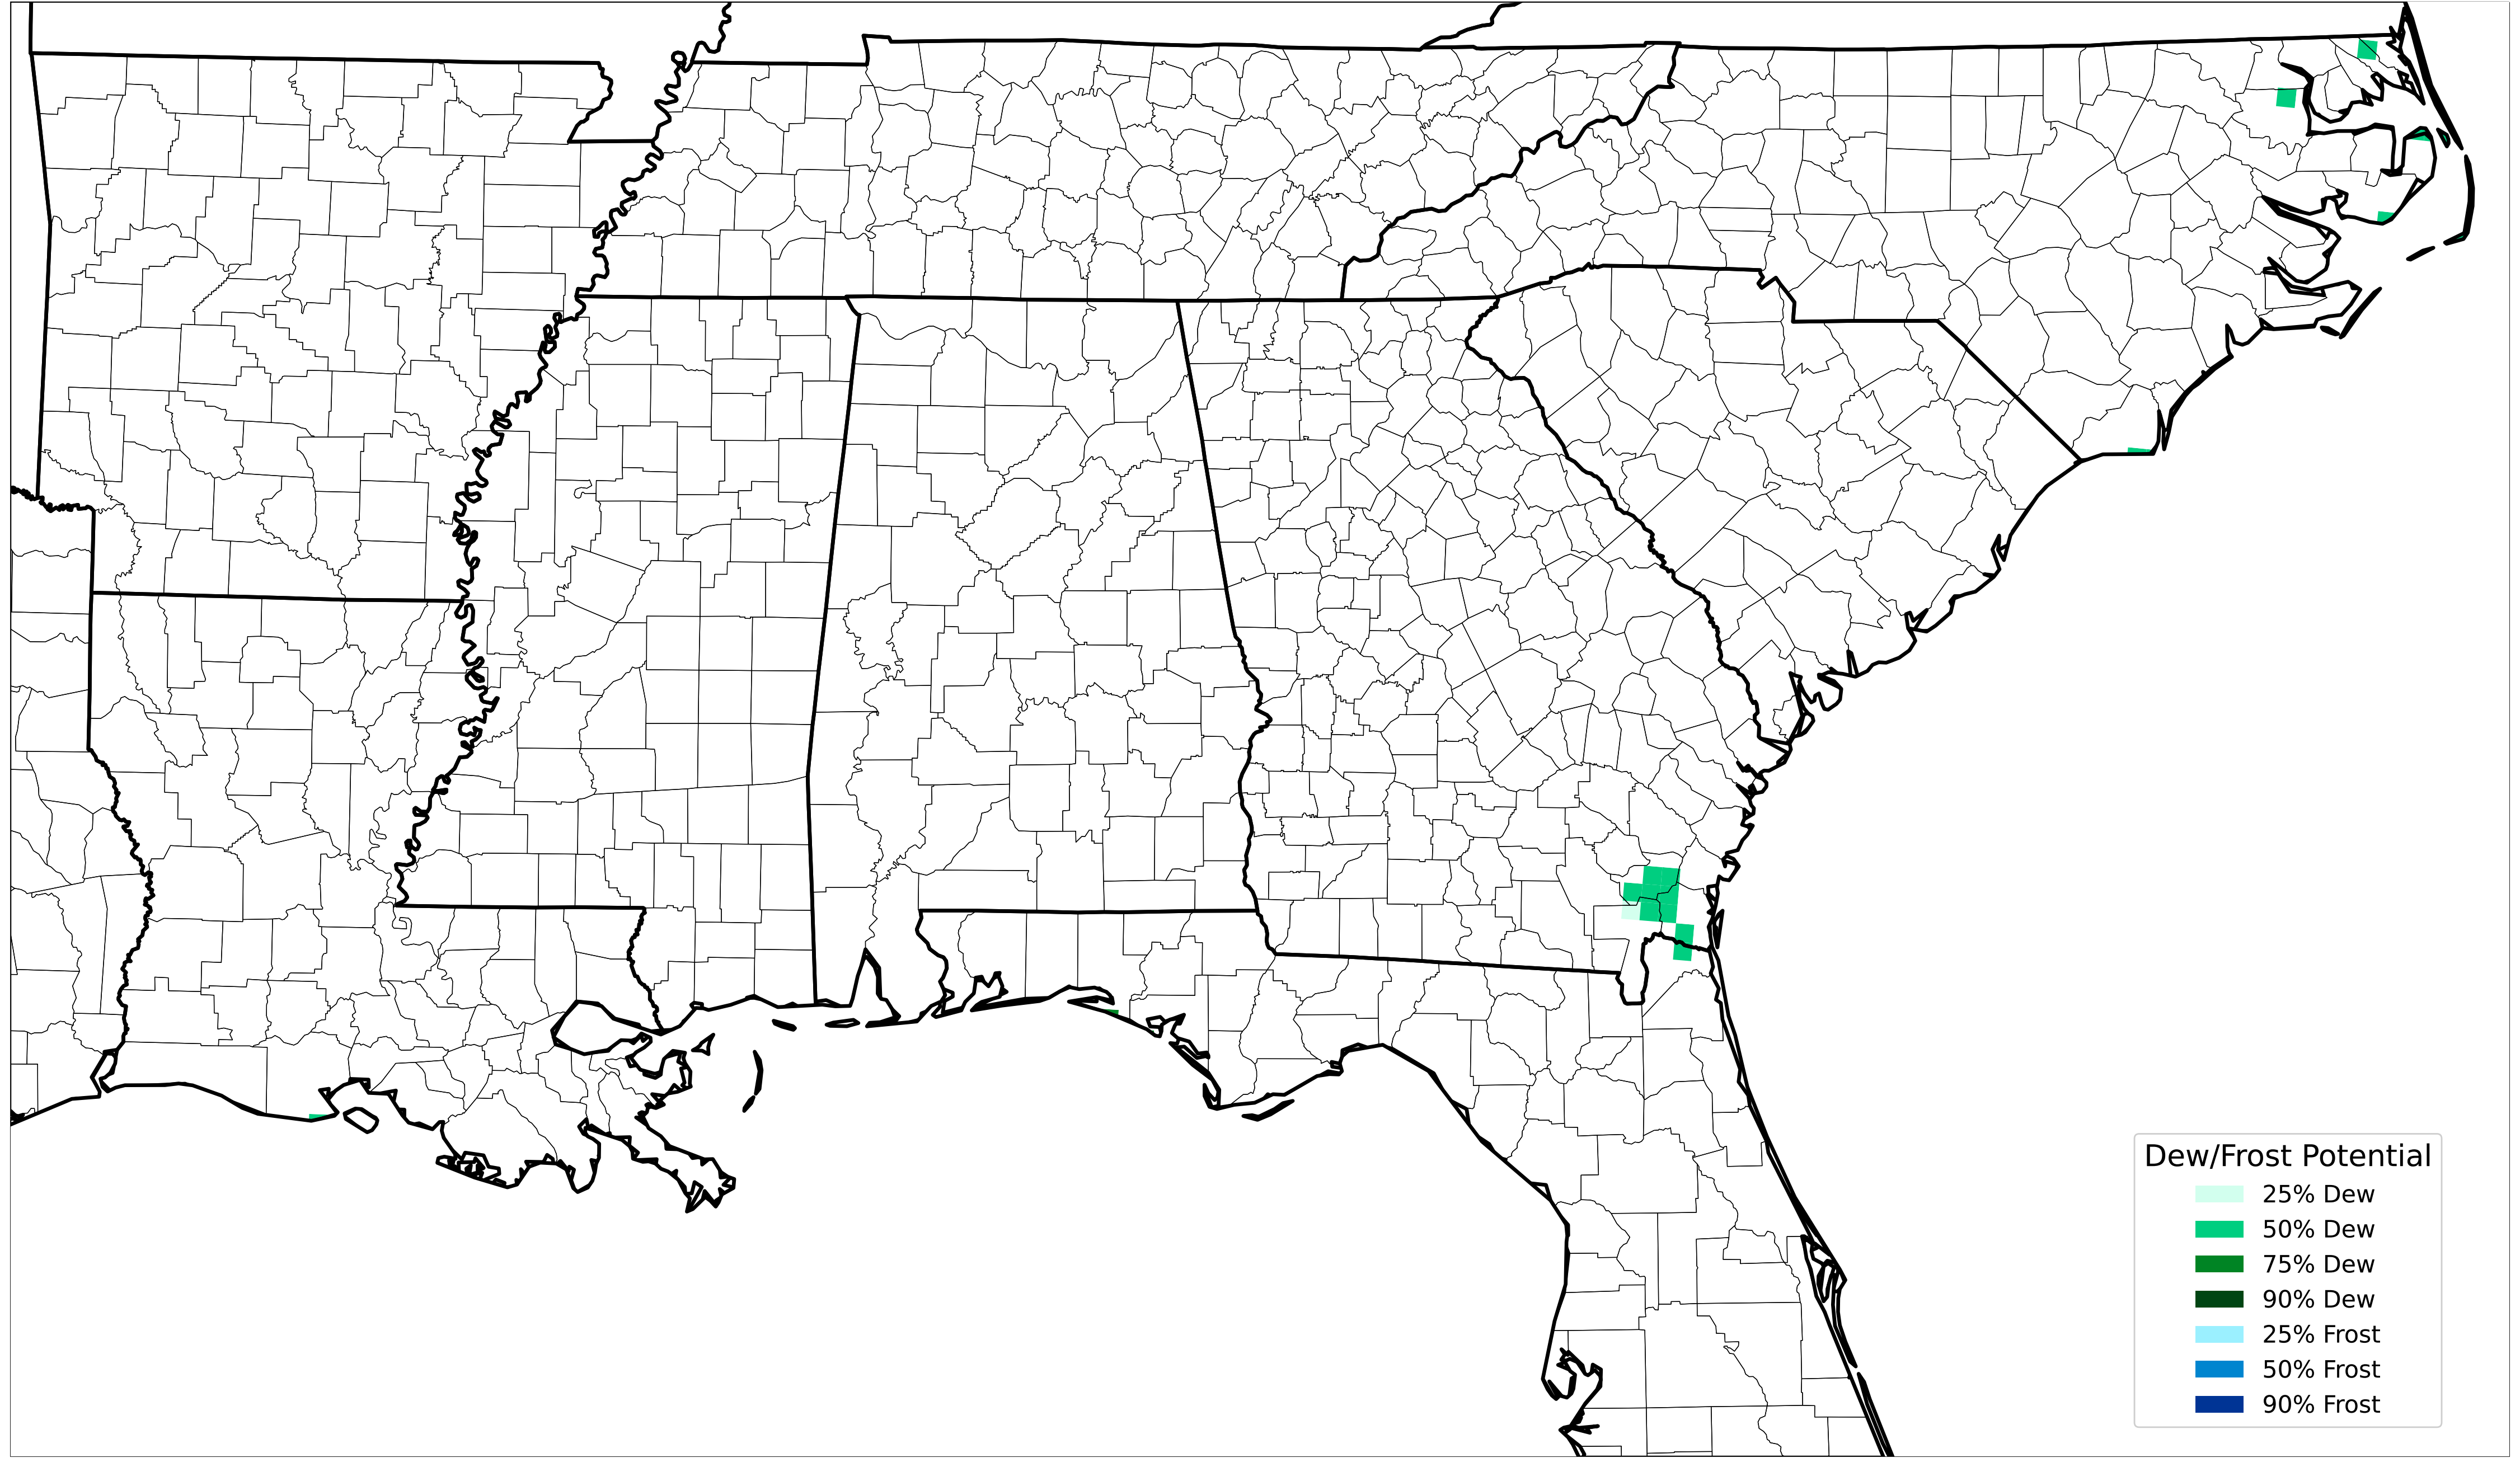 Dew/Frost Potential
25% Dew
50% Dew
75% Dew
90% Dew
25% Frost
50% Frost
90% Frost